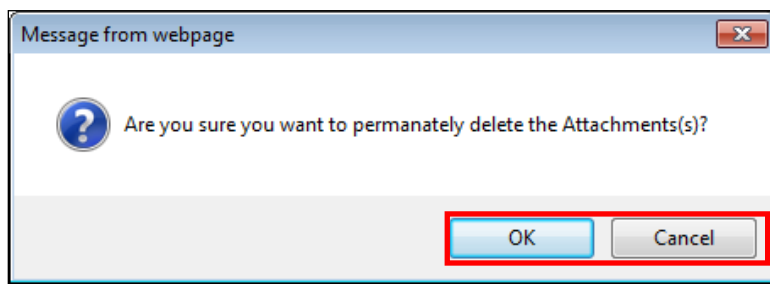 Message from webpage
Are you sure you want to permanately delete the Attachments(s)?
OK
Cancel